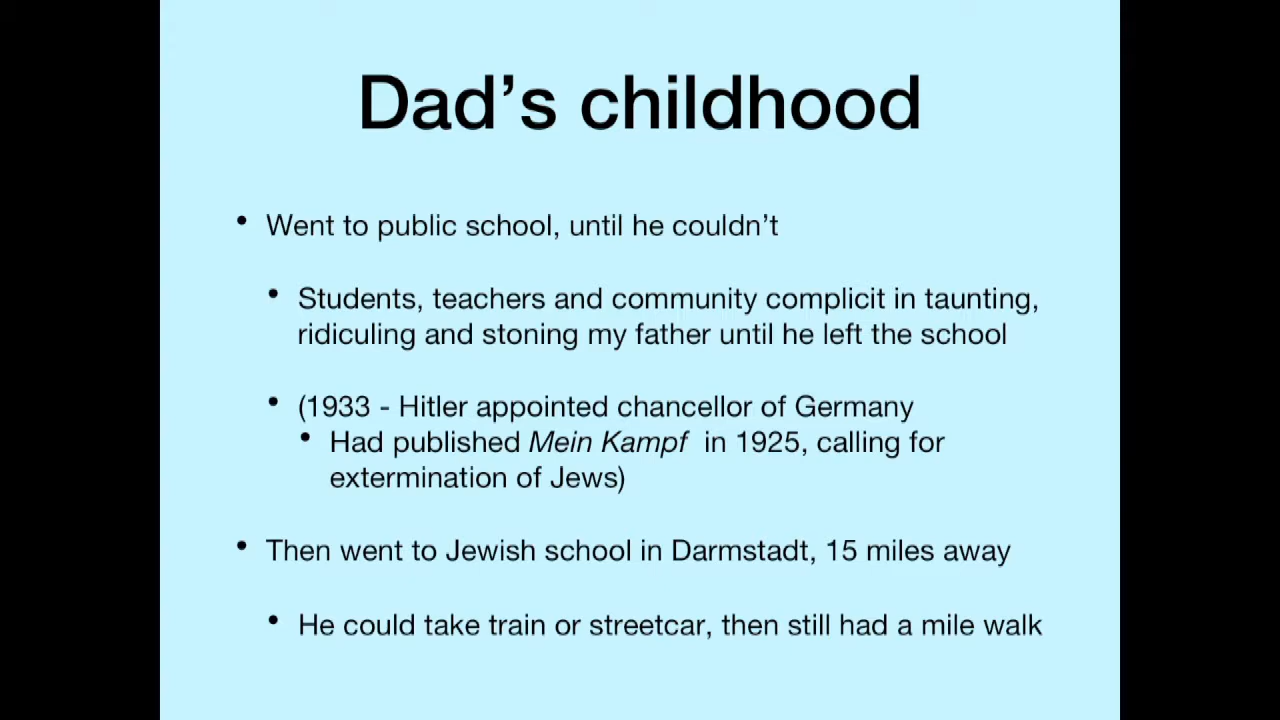 Dad’s childhood
• Went to public school, until he couldn’t
• Students, teachers and community complicit in taunting,
ridiculing and stoning my father until he left the school
• (1933 - Hitler appointed chancellor of Germany
• Had published Mein Kampf in 1925, calling for
extermination of Jews)
• Then went to Jewish school in Darmstadt, 15 miles away
• He could take train or streetcar, then still had a mile walk